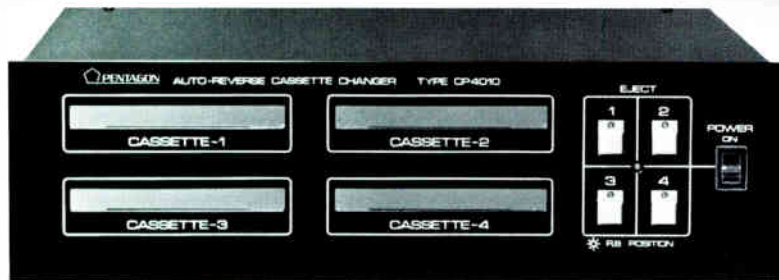 PENTAGON AUTO-REVERSE CASSETTE CHANGER TYPE CP4010
EJECT
CASSETTE-1
CASSETTE-2
1 2
POWER
ON
CASSETTE-3
CASSETTE-4
3 4
P.B POSITION